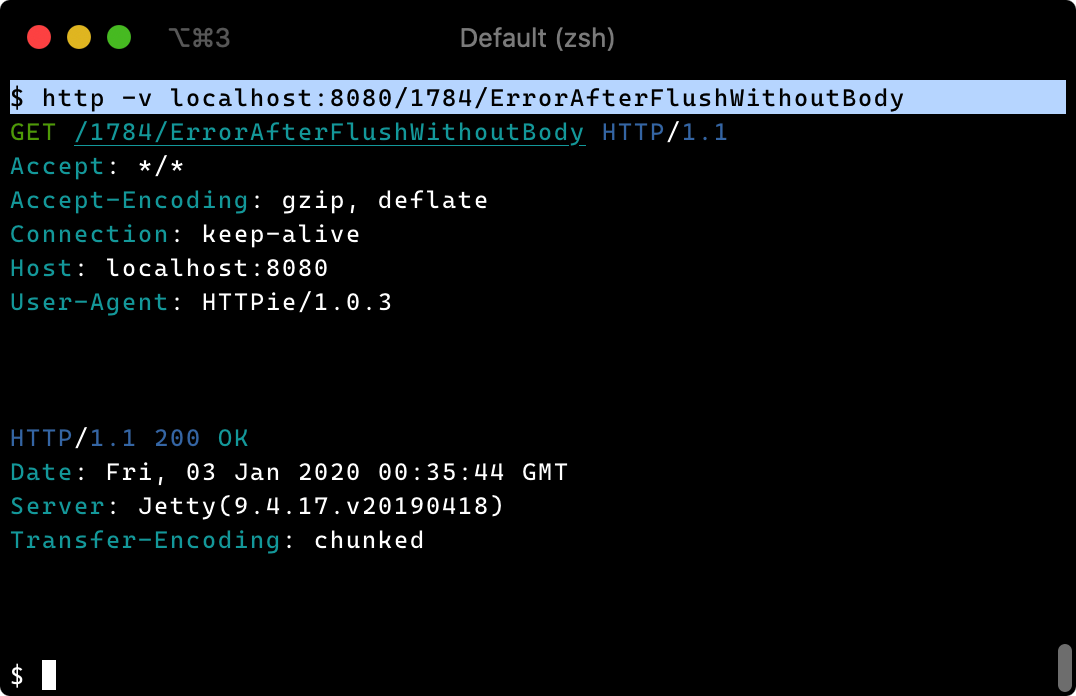 ⌥⌘3
Default (zsh)
$ http -v localhost:8080/1784/ErrorAfterFlushWithoutBody
GET /1784/ErrorAfterFlushWithoutBody HTTP/1.1
Accept: */*
Accept-Encoding: gzip, deflate
Connection: keep-alive
Host: localhost:8080
User-Agent: HTTPie/1.0.3
HTTP/1.1 200 OK
Date: Fri, 03 Jan 2020 00:35:44 GMT
Server: Jetty(9.4.17.v20190418)
Transfer-Encoding: chunked
$